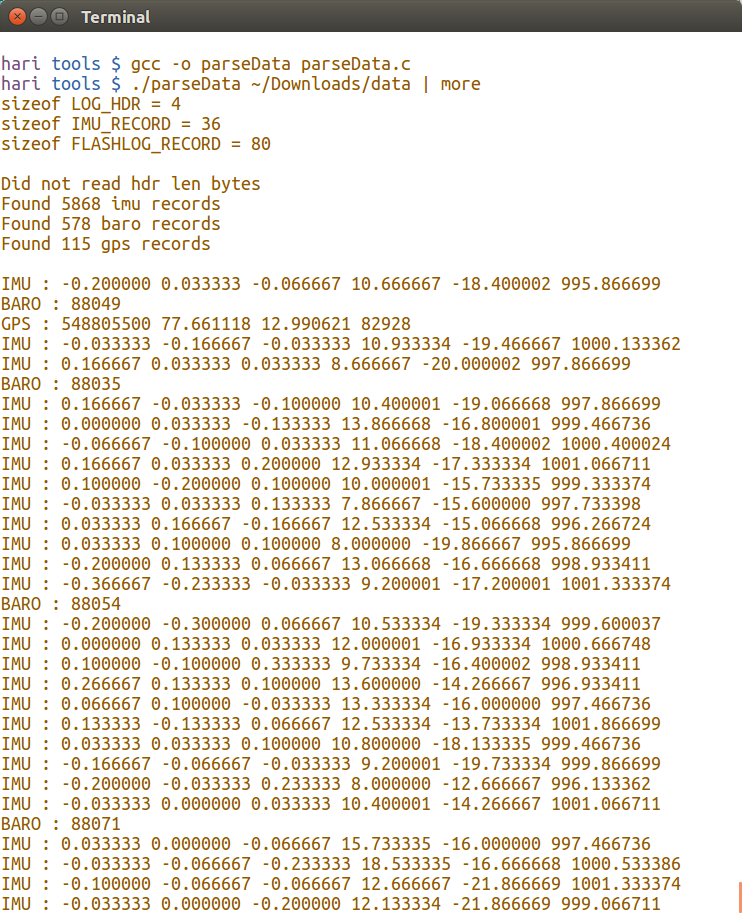 Terminal
hari tools $ gcc -o parseData parseData.c
hari tools $ ./parseData ~/Downloads/data | more
sizeof LOG_HDR = 4
sizeof IMU_RECORD = 36
sizeof FLASHLOG_RECORD = 80
Did not read hdr len bytes
Found 5868 imu records
Found 578 baro records
Found 115 gps records
IMU : -0.200000 0.033333 -0.066667 10.666667 -18.400002 995.866699
BARO : 88049
GPS : 548805500 77.661118 12.990621 82928
IMU : -0.033333 -0.166667 -0.033333 10.933334 -19.466667 1000.133362
IMU : 0.166667 0.033333 0.033333 8.666667 -20.000002 997.866699
BARO : 88035
IMU : 0.166667 -0.033333 -0.100000 10.400001 -19.066668 997.866699
IMU : 0.000000 0.033333 -0.133333 13.866668 -16.800001 999.466736
IMU : -0.066667 -0.100000 0.033333 11.066668 -18.400002 1000.400024
IMU : 0.166667 0.033333 0.200000 12.933334 -17.333334 1001.066711
IMU : 0.100000 -0.200000 0.100000 10.000001 -15.733335 999.333374
IMU : -0.033333 0.033333 0.133333 7.866667 -15.600000 997.733398
IMU : 0.033333 0.166667 -0.166667 12.533334 -15.066668 996.266724
IMU : 0.033333 0.100000 0.100000 8.000000 -19.866667 995.866699
IMU : -0.200000 0.133333 0.066667 13.066668 -16.666668 998.933411
IMU : -0.366667 -0.233333 -0.033333 9.200001 -17.200001 1001.333374
BARO : 88054
IMU : -0.200000 -0.300000 0.066667 10.533334 -19.333334 999.600037
IMU : 0.000000 0.133333 0.033333 12.000001 -16.933334 1000.666748
IMU : 0.100000 -0.100000 0.333333 9.733334 -16.400002 998.933411
IMU : 0.266667 0.133333 0.100000 13.600000 -14.266667 996.933411
IMU : 0.066667 0.100000 -0.033333 13.333334 -16.000000 997.466736
IMU : 0.133333 -0.133333 0.066667 12.533334 -13.733334 1001.866699
IMU : 0.033333 0.033333 0.100000 10.800000 -18.133335 999.466736
IMU : -0.166667 -0.066667 -0.033333 9.200001 -19.733334 999.866699
IMU : -0.200000 -0.033333 0.233333 8.000000 -12.666667 996.133362
IMU : -0.033333 0.000000 0.033333 10.400001 -14.266667 1001.066711
BARO : 88071
IMU : 0.033333 0.000000 -0.066667 15.733335 -16.000000 997.466736
IMU : -0.033333 -0.066667 -0.233333 18.533335 -16.666668 1000.533386
IMU : -0.100000 -0.066667 -0.066667 12.666667 -21.866669 1001.333374
IMU : -0.033333 0.000000 -0.200000 12.133334 -21.866669 999.066711